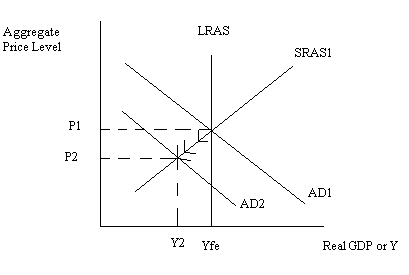 Aggregate
Price Level
LRAS
SRAS1
P1
P2
AD2
AD1
Y2
Yfe
Real GDP or Y